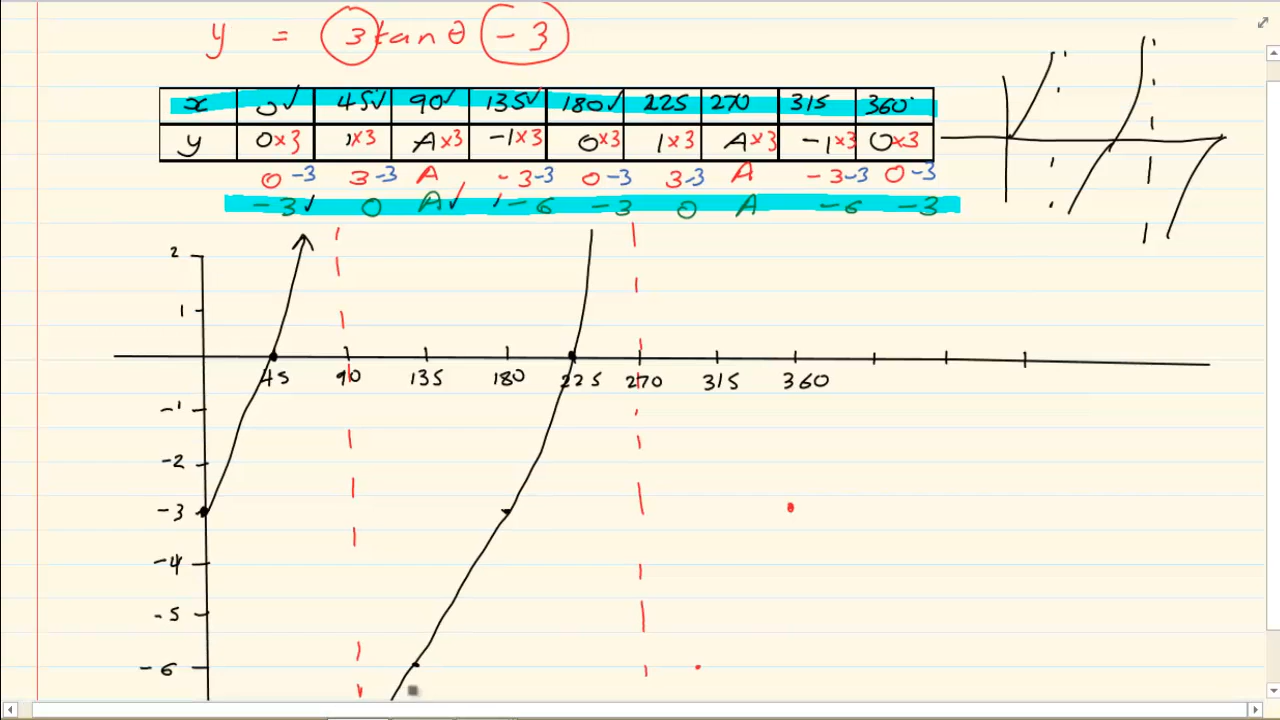 y = 3 tan θ - 3
x 0✓ 45✓ 90✓ 135✓ 180✓ 225 270 315 360°
y 0×3 1×3 A×3 -1×3 0×3 1×3 A×3 -1×3 0×3
0-3 3-3 A -3-3 0-3 3-3 A -3-3 0-3
-3✓ 0 A✓ -6 -3 0 A -6 -3
2
1
45 90 135 180 225 270 315 360
-1
-2
-3
-4
-5
-6